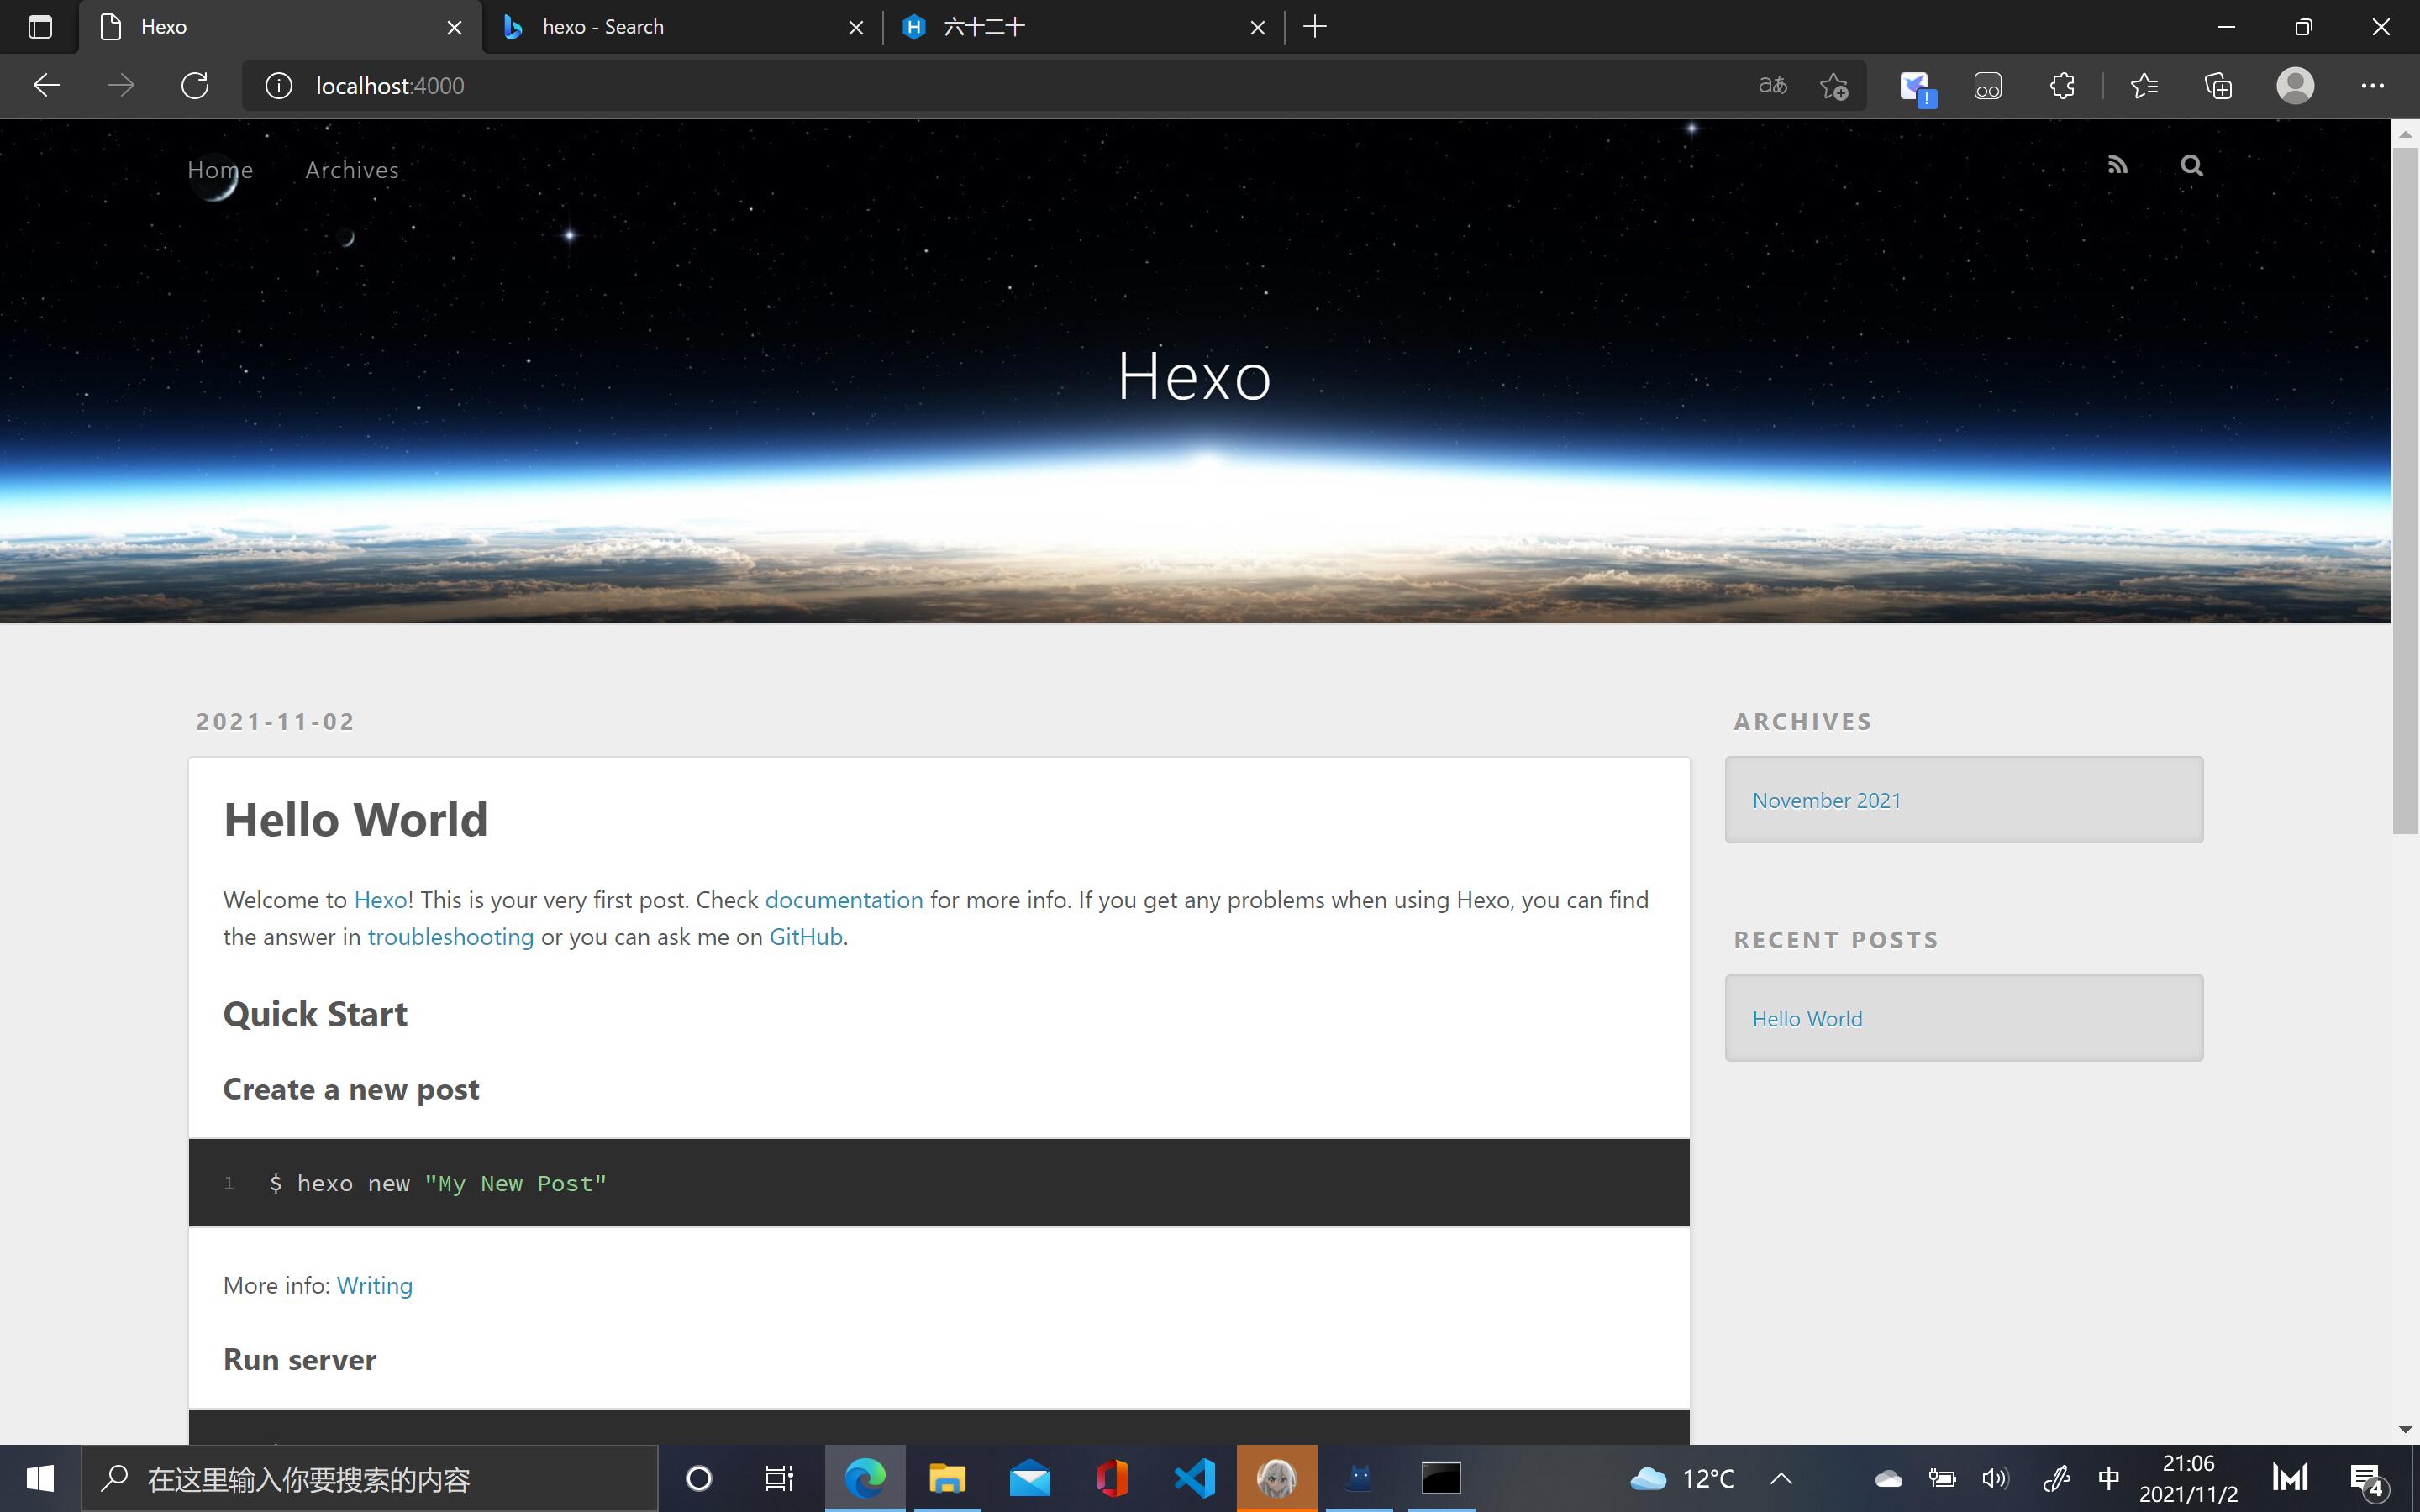 Hexo
hexo - Search
六十二十
localhost:4000
aあ
Home
Archives
Hexo
2021-11-02
Hello World
Welcome to Hexo! This is your very first post. Check documentation for more info. If you get any problems when using Hexo, you can find
the answer in troubleshooting or you can ask me on GitHub.
Quick Start
Create a new post
1 $ hexo new "My New Post"
More info: Writing
Run server
ARCHIVES
November 2021
RECENT POSTS
Hello World
在这里输入你要搜索的内容
12°C
中
21:06
2021/11/2
4